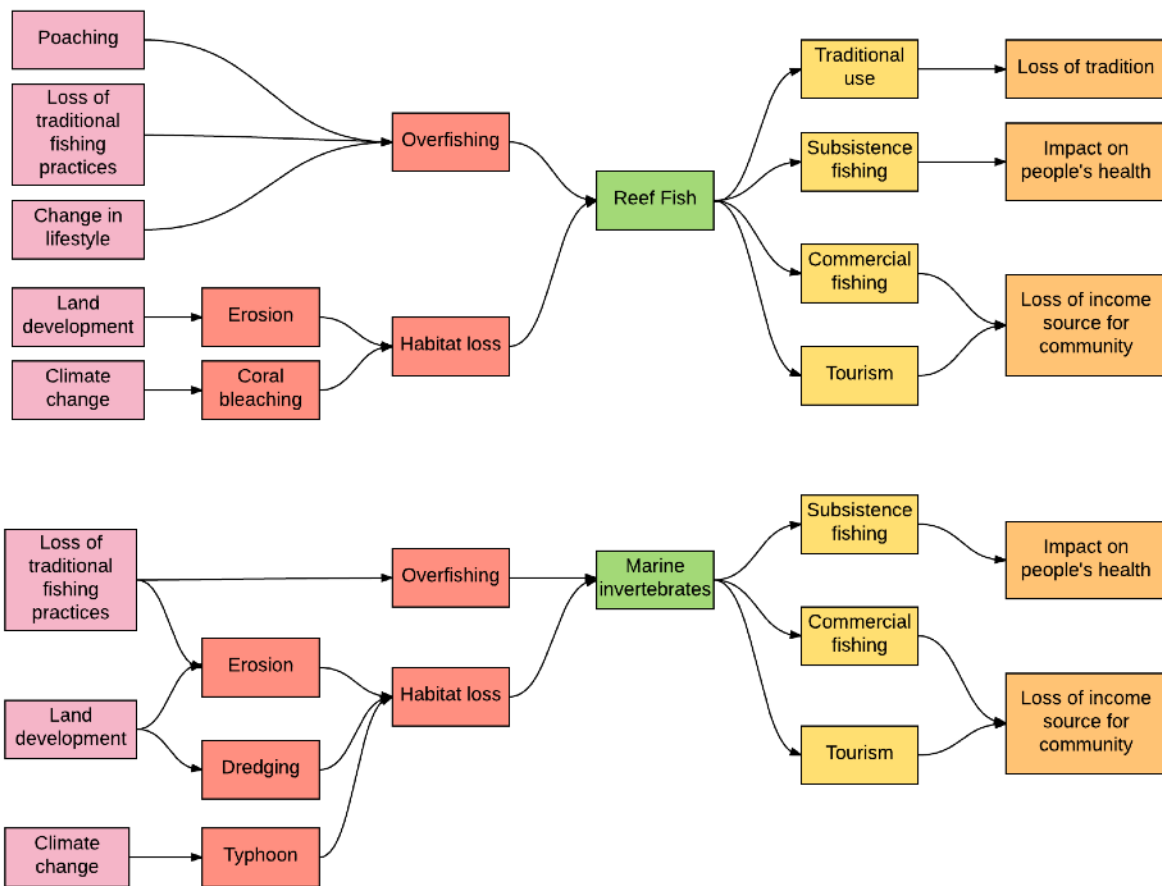 Poaching
Loss of
traditional
fishing
practices
Change in
lifestyle
Land
development
Climate
change
Erosion
Coral
bleaching
Overfishing
Habitat loss
Reef Fish
Traditional
use
Subsistence
fishing
Commercial
fishing
Tourism
Loss of tradition
Impact on
people's health
Loss of income
source for
community
Loss of
traditional
fishing
practices
Land
development
Climate
change
Erosion
Dredging
Typhoon
Overfishing
Habitat loss
Marine
invertebrates
Subsistence
fishing
Commercial
fishing
Tourism
Impact on
people's health
Loss of income
source for
community